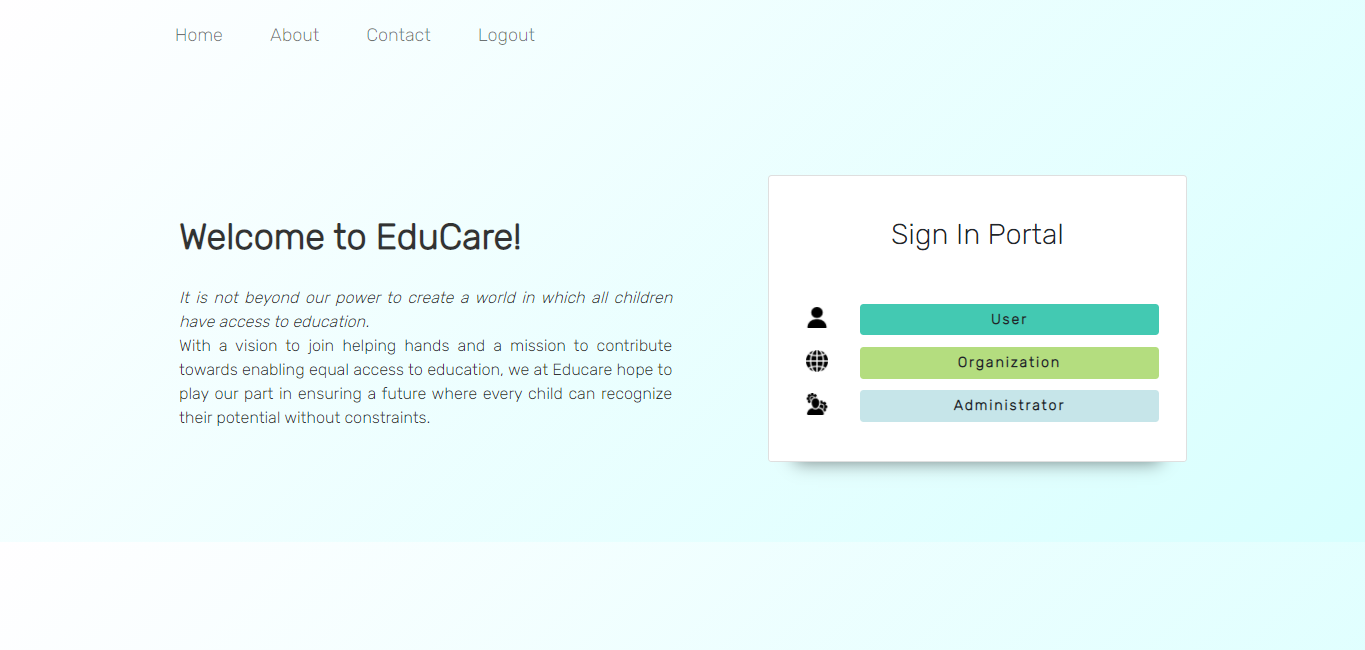 Home About Contact Logout
Welcome to EduCare!
It is not beyond our power to create a world in which all children
have access to education.
With a vision to join helping hands and a mission to contribute
towards enabling equal access to education, we at Educare hope to
play our part in ensuring a future where every child can recognize
their potential without constraints.
Sign In Portal
User
Organization
Administrator